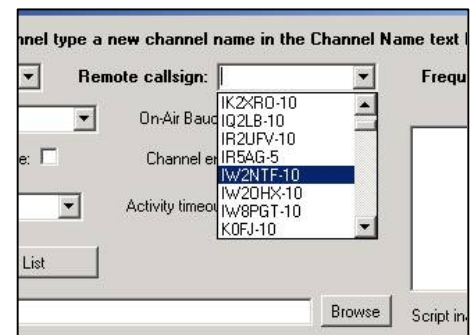 nnel type a new channel name in the Channel Name text
Remote callsign:
Frequ
IK2XRO-10
On-Air Baud
IQ2LB-10
IR2UFV-10
e:
Channel en
IR5AG-5
IW2NTF-10
Activity timeou
IW2OHX-10
IW8PGT-10
K0FJ-10
List
Browse
Script in